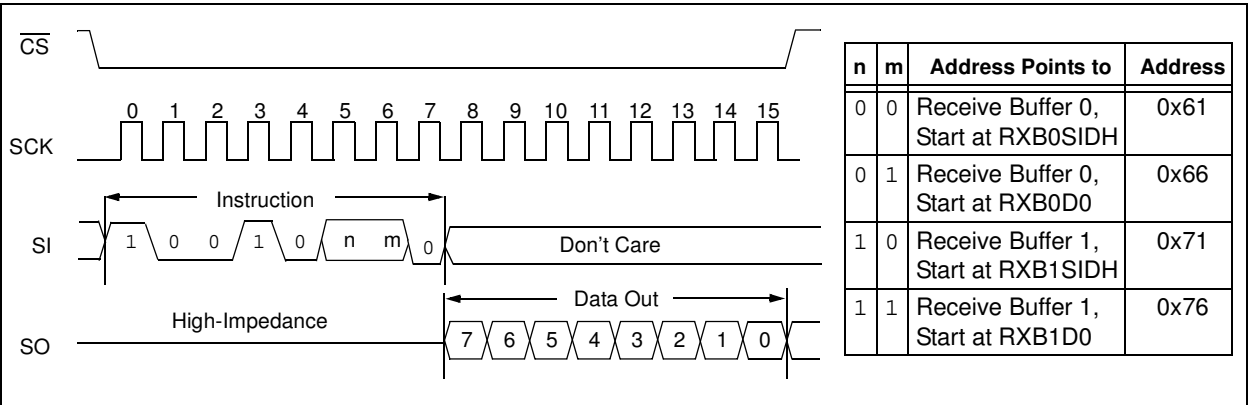 CS
0 1 2 3 4 5 6 7 8 9 10 11 12 13 14 15
SCK
Instruction
SI 1 0 0 1 0 n m 0 Don't Care
Data Out
High-Impedance
SO 7 6 5 4 3 2 1 0
n m Address Points to Address
0 0 Receive Buffer 0, 0x61
Start at RXB0SIDH
0 1 Receive Buffer 0, 0x66
Start at RXB0D0
1 0 Receive Buffer 1, 0x71
Start at RXB1SIDH
1 1 Receive Buffer 1, 0x76
Start at RXB1D0